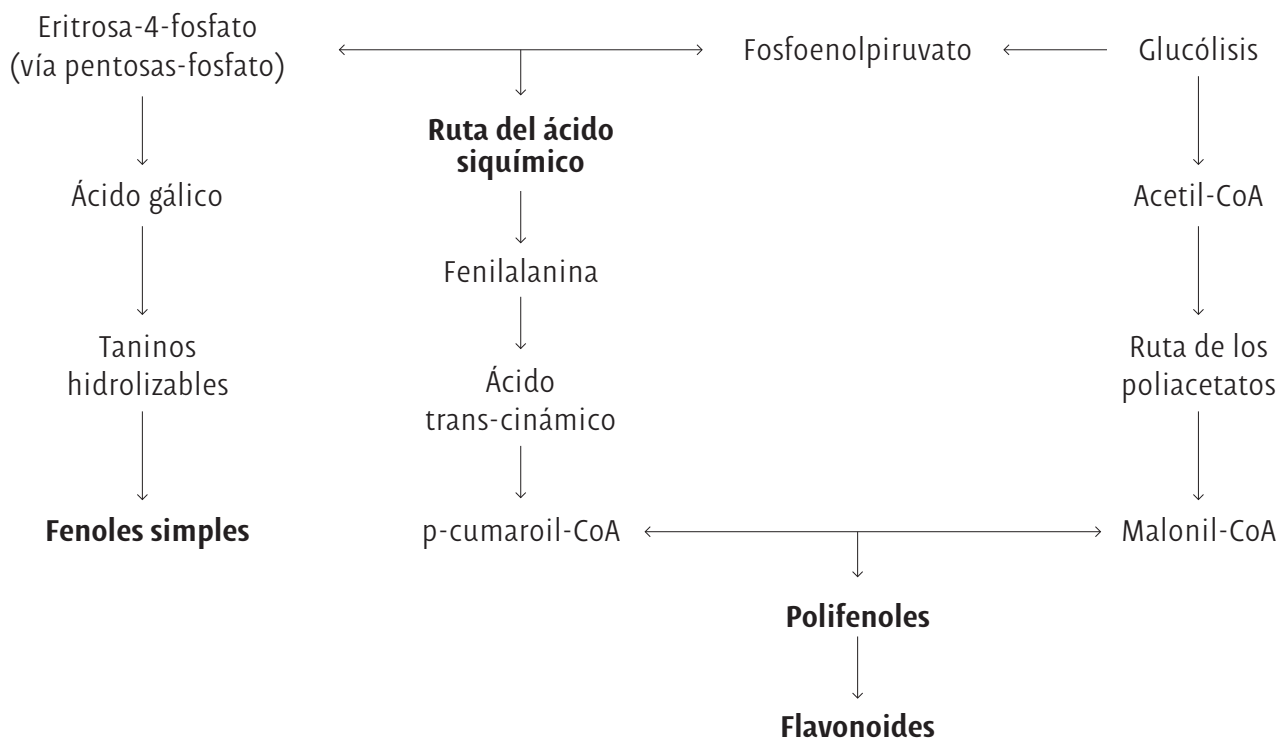 Eritrosa-4-fosfato
(vía pentosas-fosfato)
Fosfoenolpiruvato
Glucólisis
Ruta del ácido
siquímico
Ácido gálico
Acetil-CoA
Fenilalanina
Taninos
hidrolizables
Ruta de los
poliacetatos
Ácido
trans-cinámico
Fenoles simples
p-cumaroil-CoA
Malonil-CoA
Polifenoles
Flavonoides